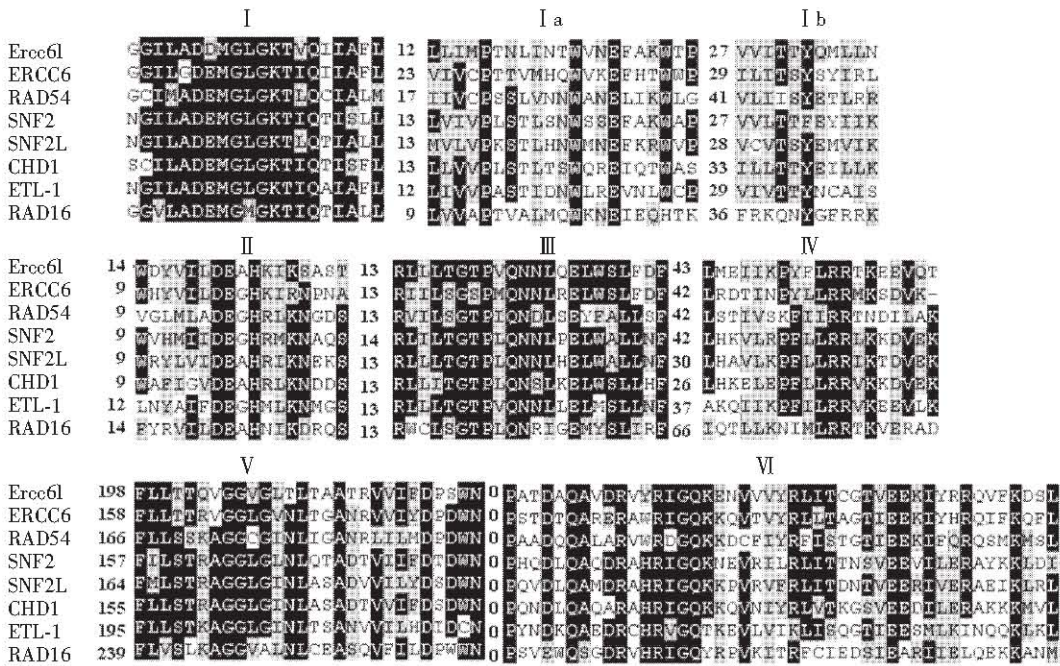 Ⅰ Ⅰ a Ⅰ b
Ercc6l GGILADDMGLGKTVQIIAFL 12 LLIMPTNLINTWVNEFAKWTP 27 VVITTYQMLLN
ERCC6 GGILGDEMGLGKTIQIIAFL 23 VIVCPTTVMHQWVKEFHTWWP 29 ILITSYSYIRL
RAD54 GCIMADEMGLGKTLQCIALM 17 IIVCPSSLVNNWANELIKWLG 41 VLIISYETLRR
SNF2 NGILADEMGLGKTIQTISLL 13 LVIVPLSTLSNWSSEFAKWAP 27 VVLTTFEYIIK
SNF2L NGILADEMGLGKTLQTIALL 13 MVLVPKSTLHNWMNEFKRWVP 28 VCVTSYEMVIK
CHD1 SCILADEMGLGKTIQTISFL 13 LLVVPLSTLTSWQREIQTWAS 33 ILLTTYEILLK
ETL-1 NGILADEMGLGKTIQAIAFL 12 LIVVPASTIDNWLREVNLWCP 29 VIVTTYNCAIS
RAD16 GGVLADEMGMGKTIQTIALL 9 LVVAPTVALMQWKNEIEQHTK 36 FRKQNYGFRRK
Ⅱ Ⅲ Ⅳ
Ercc6l 14 WDYVILDEAHKIKSAST 13 RLLLTGTPVQNNLQELWSLFDF 43 LMEIIKPYFLRRTKEEVQT
ERCC6 9 WHYVILDEGHKIRNPNA 13 RIILSGSPMQNNLRELWSLFDF 42 LRDTINPYLLRRMKSDVK-
RAD54 9 VGLMLADEGHRLKNGDS 13 RVILSGTPIQNDLSEYFALLSF 42 LSTIVSKFIIRRTNDILAK
SNF2 9 WVHMIIDEGHRMKNAQS 14 RLILTGTPLQNNLPELWALLNF 42 LHKVLRPFLLRRLKKDVEK
SNF2L 9 WRYLVIDEAHRIKNEKS 13 RLLLTGTPLQNNLHELWALLNF 30 LHAVLKPFLLRRIKTDVEK
CHD1 9 WAFIGVDEAHRLKNDDS 13 RLLITGTPLQNSLKELWSLLHF 26 LHKELEPFLLRRVKKDVEK
ETL-1 12 LNYAIFDEGHMLKNMGS 13 RLLLTGTPVQNNLLELMSLLNF 37 AKQIIKPFILRRVKEEVLK
RAD16 14 FYRVILDEAHNIKDRQS 13 RWCLSGTPLQNRIGEMYSLIRF 66 IQTLLKNIMLRRTKVERAD
Ⅴ Ⅵ
Ercc6l 198 FLLTTQVGGVGLTLTAATRVVIFDPSWN 0 PATDAQAVDRVYRIGQKENVVVYRLITCGTVEEKIYRRQVFKDSL
ERCC6 158 FLLTTRVGGLGVNLTGANRVVIYDPDWN 0 PSTDTQARERAWRIGQKKQVTVYRLLTAGTIEEKIYHRQIFKQFL
RAD54 166 FLLSSKAGGCGINLIGANRLILMDPDWN 0 PAADQQALARVWRDGQKKDCFIYRFISTGTIEEKIFQRQSMKMSL
SNF2 157 FILSTRAGGLGLNLQTADTVIIFDTDWN 0 PHQDLQAQDRAHRIGQKNEVRILRLITTNSVEEVILERAYKKLDI
SNF2L 164 FMLSTRAGGLGINLASADVVILYDSDWN 0 PQVDLQAMDRAHRIGQKKPVRVFRLITDNTVEERIVERAEIKLRL
CHD1 155 FLLSTRAGGLGINLASADTVVIFDSDWN 0 PQNDLQAQARAHRIGQKKQVNIYRLVTKGSVEEDILERAKKKMVL
ETL-1 195 FLLSTKAGGLGINLTSANVVILHDIDCN 0 PYNDKQAEDRCHRVGQTKEVLVIKLISQGTIEESMLKINQQKLKL
RAD16 239 FLVSLKAGGVALNLCEASQVFILDPWWN 0 PSVEWQSGDRVHRIGQYRPVKITRFCIEDSIEARIIELQEKKANM